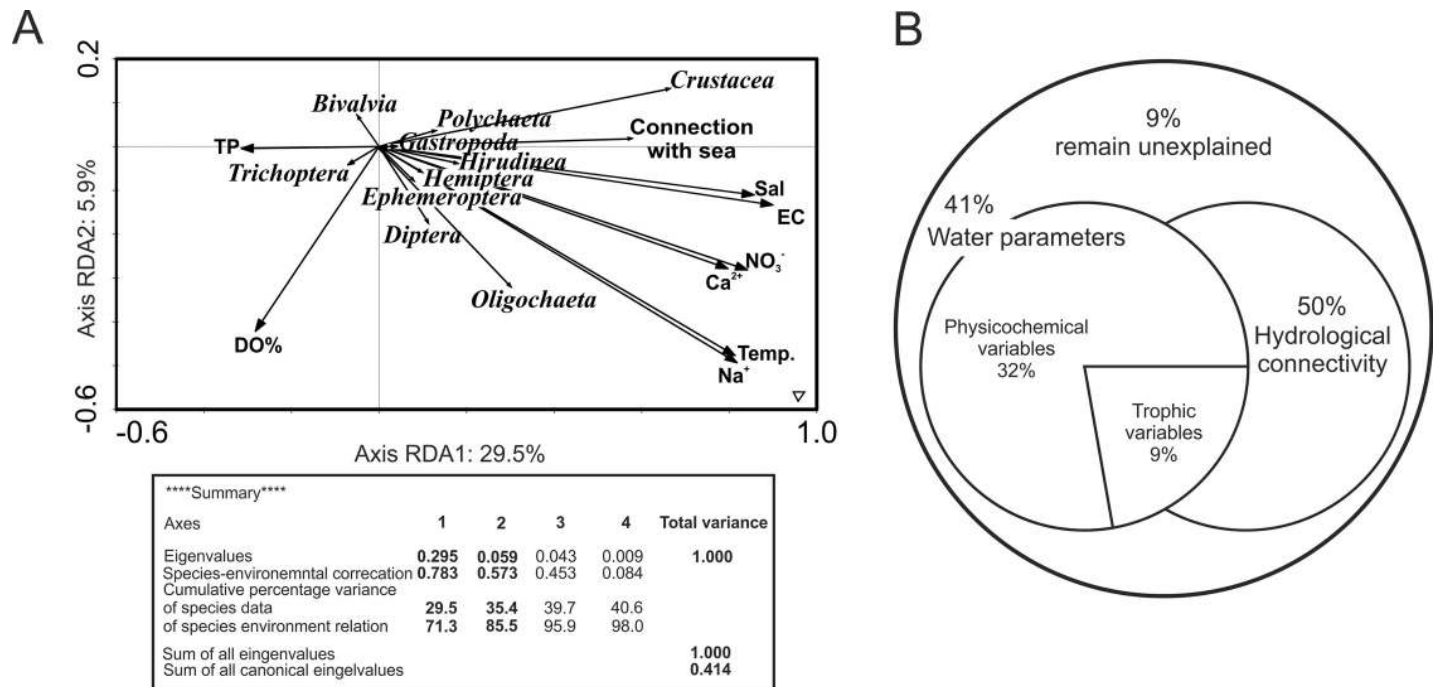 A
0.2
Crustacea
Bivalvia
Polychaeta
Connection
with sea
TP
Gastropoda
Hirudinea
Trichoptera
Hemiptera
Sal
Ephemeroptera
EC
Diptera
NO₃⁻
Ca²⁺
Oligochaeta
DO%
Temp.
Na⁺
Axis RDA2: 5.9%
-0.6
-0.6
1.0
Axis RDA1: 29.5%
****Summary****
Axes 1 2 3 4 Total variance
Eigenvalues 0.295 0.059 0.043 0.009 1.000
Species-environemntal correcation 0.783 0.573 0.453 0.084
Cumulative percentage variance
of species data 29.5 35.4 39.7 40.6
of species environment relation 71.3 85.5 95.9 98.0
Sum of all eingenvalues 1.000
Sum of all canonical eingelvalues 0.414
B
9%
remain unexplained
41%
Water parameters
50%
Hydrological
connectivity
Physicochemical
variables
32%
Trophic
variables
9%